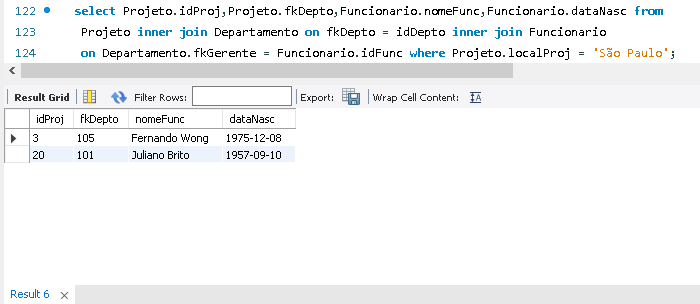 122 select Projeto.idProj,Projeto.fkDepto,Funcionario.nomeFunc,Funcionario.dataNasc from
123 Projeto inner join Departamento on fkDepto = idDepto inner join Funcionario
124 on Departamento.fkGerente = Funcionario.idFunc where Projeto.localProj = 'São Paulo';
Result Grid Filter Rows: Export: Wrap Cell Content:
idProj fkDepto nomeFunc dataNasc
3 105 Fernando Wong 1975-12-08
20 101 Juliano Brito 1957-09-10
Result 6